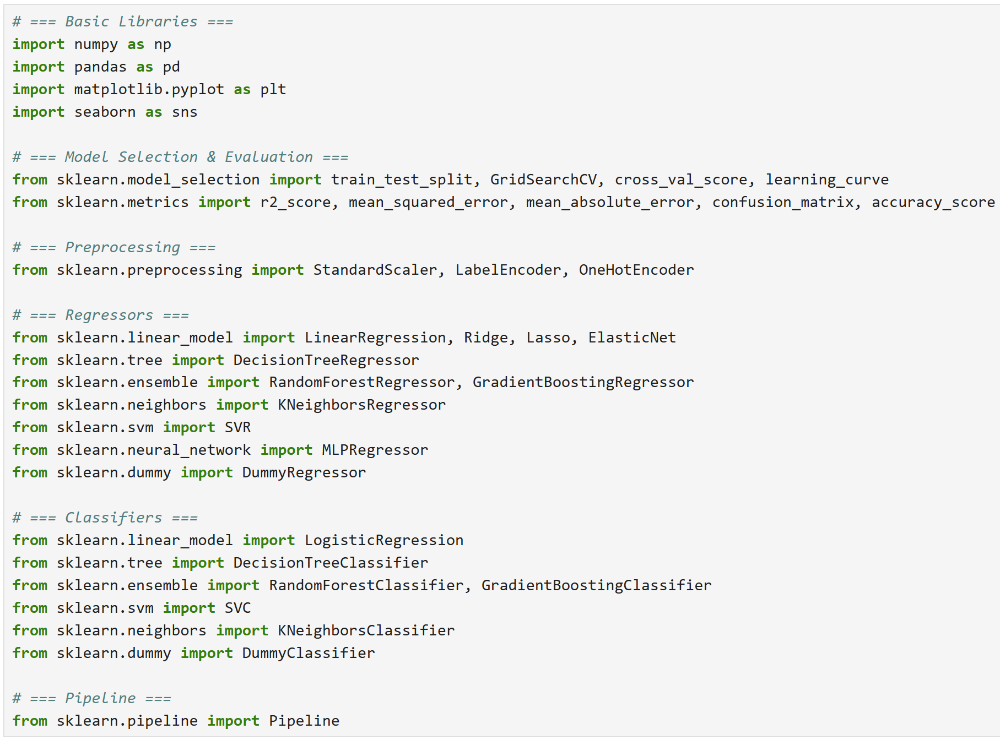 # === Basic Libraries ===
import numpy as np
import pandas as pd
import matplotlib.pyplot as plt
import seaborn as sns
# === Model Selection & Evaluation ===
from sklearn.model_selection import train_test_split, GridSearchCV, cross_val_score, learning_curve
from sklearn.metrics import r2_score, mean_squared_error, mean_absolute_error, confusion_matrix, accuracy_score
# === Preprocessing ===
from sklearn.preprocessing import StandardScaler, LabelEncoder, OneHotEncoder
# === Regressors ===
from sklearn.linear_model import LinearRegression, Ridge, Lasso, ElasticNet
from sklearn.tree import DecisionTreeRegressor
from sklearn.ensemble import RandomForestRegressor, GradientBoostingRegressor
from sklearn.neighbors import KNeighborsRegressor
from sklearn.svm import SVR
from sklearn.neural_network import MLPRegressor
from sklearn.dummy import DummyRegressor
# === Classifiers ===
from sklearn.linear_model import LogisticRegression
from sklearn.tree import DecisionTreeClassifier
from sklearn.ensemble import RandomForestClassifier, GradientBoostingClassifier
from sklearn.svm import SVC
from sklearn.neighbors import KNeighborsClassifier
from sklearn.dummy import DummyClassifier
# === Pipeline ===
from sklearn.pipeline import Pipeline